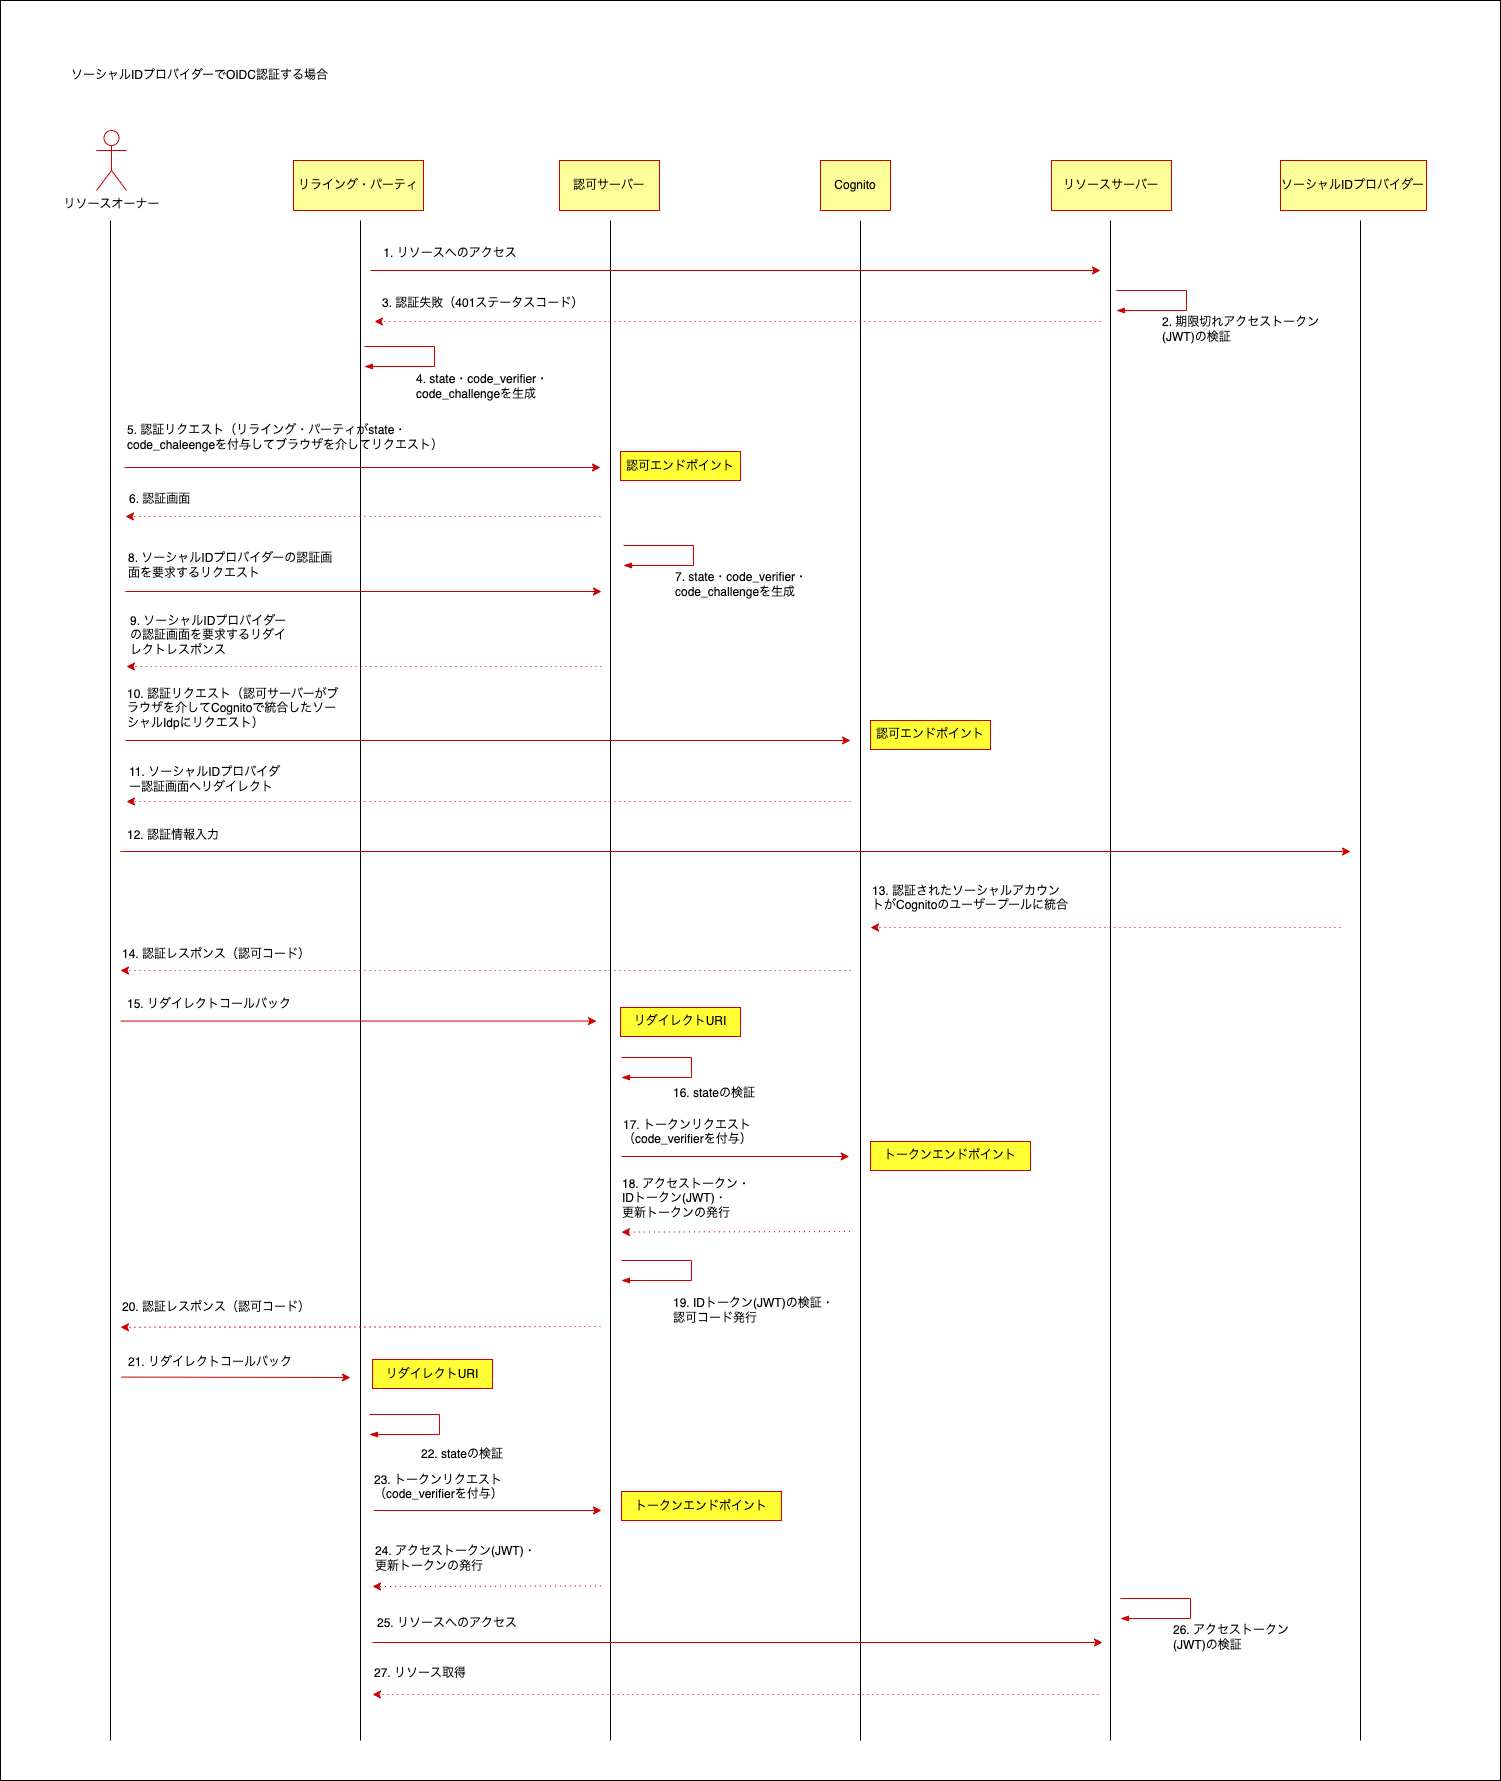 ソーシャルIDプロバイダーでOIDC認証する場合
リソースオーナー
リライング・パーティ
認可サーバー
Cognito
リソースサーバー
ソーシャルIDプロバイダー
1. リソースへのアクセス
2. 期限切れアクセストークン
(JWT)の検証
3. 認証失敗（401ステータスコード）
4. state・code_verifier・
code_challengeを生成
5. 認証リクエスト（リライング・パーティがstate・
code_chaleengeを付与してブラウザを介してリクエスト）
認可エンドポイント
6. 認証画面
7. state・code_verifier・
code_challengeを生成
8. ソーシャルIDプロバイダーの認証画
面を要求するリクエスト
9. ソーシャルIDプロバイダー
の認証画面を要求するリダイ
レクトレスポンス
10. 認証リクエスト（認可サーバーがブ
ラウザを介してCognitoで統合したソー
シャルIdpにリクエスト）
認可エンドポイント
11. ソーシャルIDプロバイダ
ー認証画面へリダイレクト
12. 認証情報入力
13. 認証されたソーシャルアカウン
トがCognitoのユーザープールに統合
14. 認証レスポンス（認可コード）
15. リダイレクトコールバック
リダイレクトURI
16. stateの検証
17. トークンリクエスト
（code_verifierを付与）
トークンエンドポイント
18. アクセストークン・
IDトークン(JWT)・
更新トークンの発行
19. IDトークン(JWT)の検証・
認可コード発行
20. 認証レスポンス（認可コード）
21. リダイレクトコールバック
リダイレクトURI
22. stateの検証
23. トークンリクエスト
（code_verifierを付与）
トークンエンドポイント
24. アクセストークン(JWT)・
更新トークンの発行
25. リソースへのアクセス
26. アクセストークン
(JWT)の検証
27. リソース取得